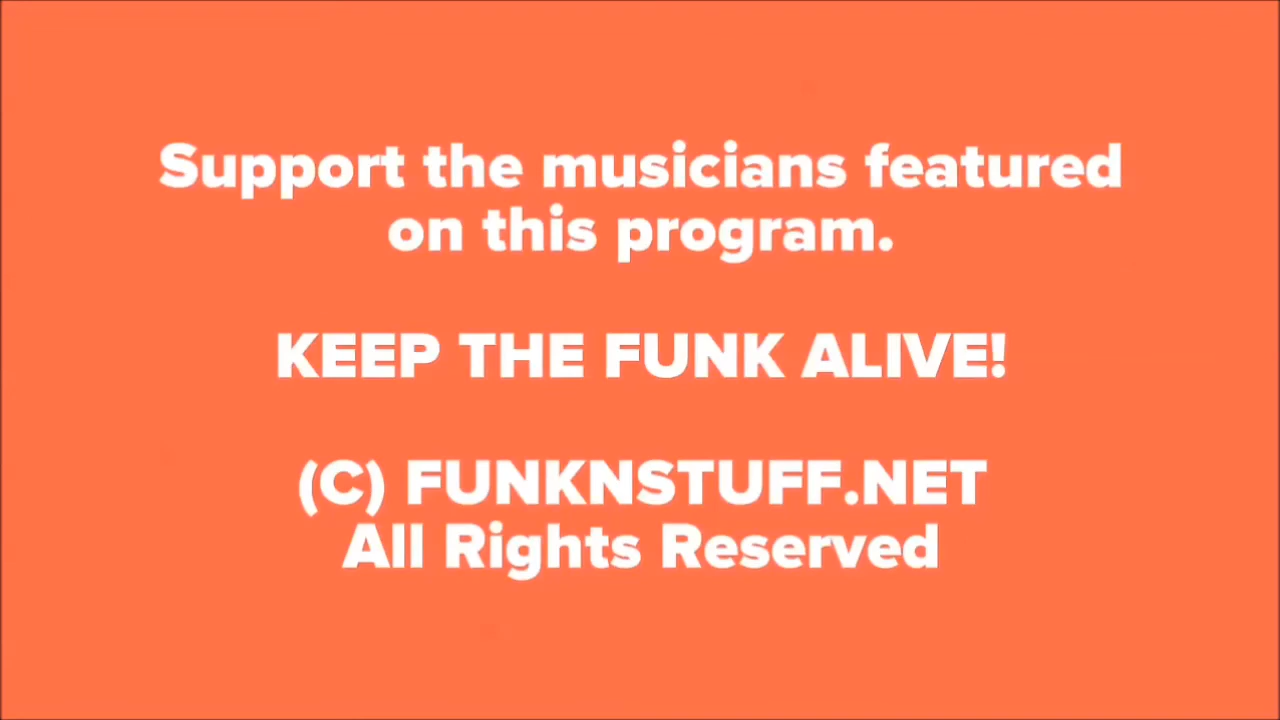 Support the musicians featured
on this program.
KEEP THE FUNK ALIVE!
(C) FUNKNSTUFF.NET
All Rights Reserved